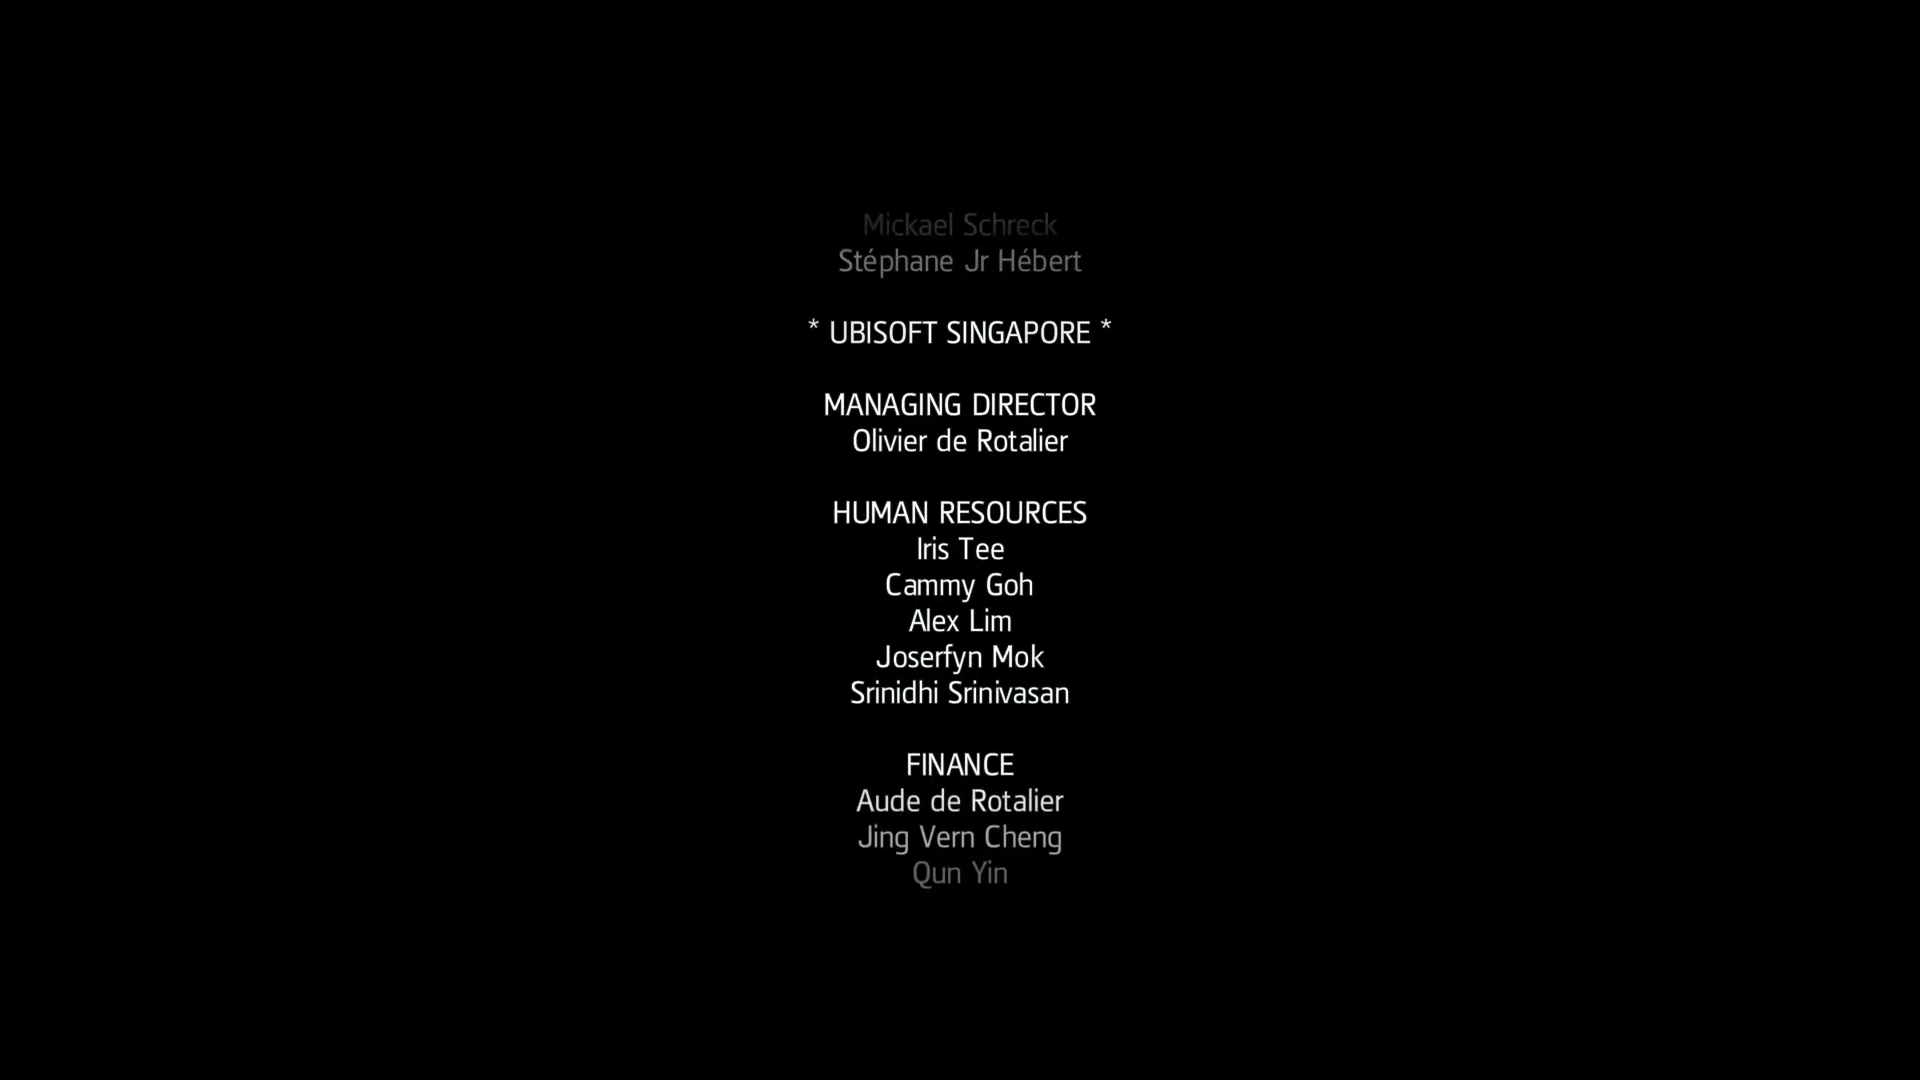 Mickael Schreck
Stéphane Jr Hébert
* UBISOFT SINGAPORE *
MANAGING DIRECTOR
Olivier de Rotalier
HUMAN RESOURCES
Iris Tee
Cammy Goh
Alex Lim
Joserfyn Mok
Srinidhi Srinivasan
FINANCE
Aude de Rotalier
Jing Vern Cheng
Qun Yin